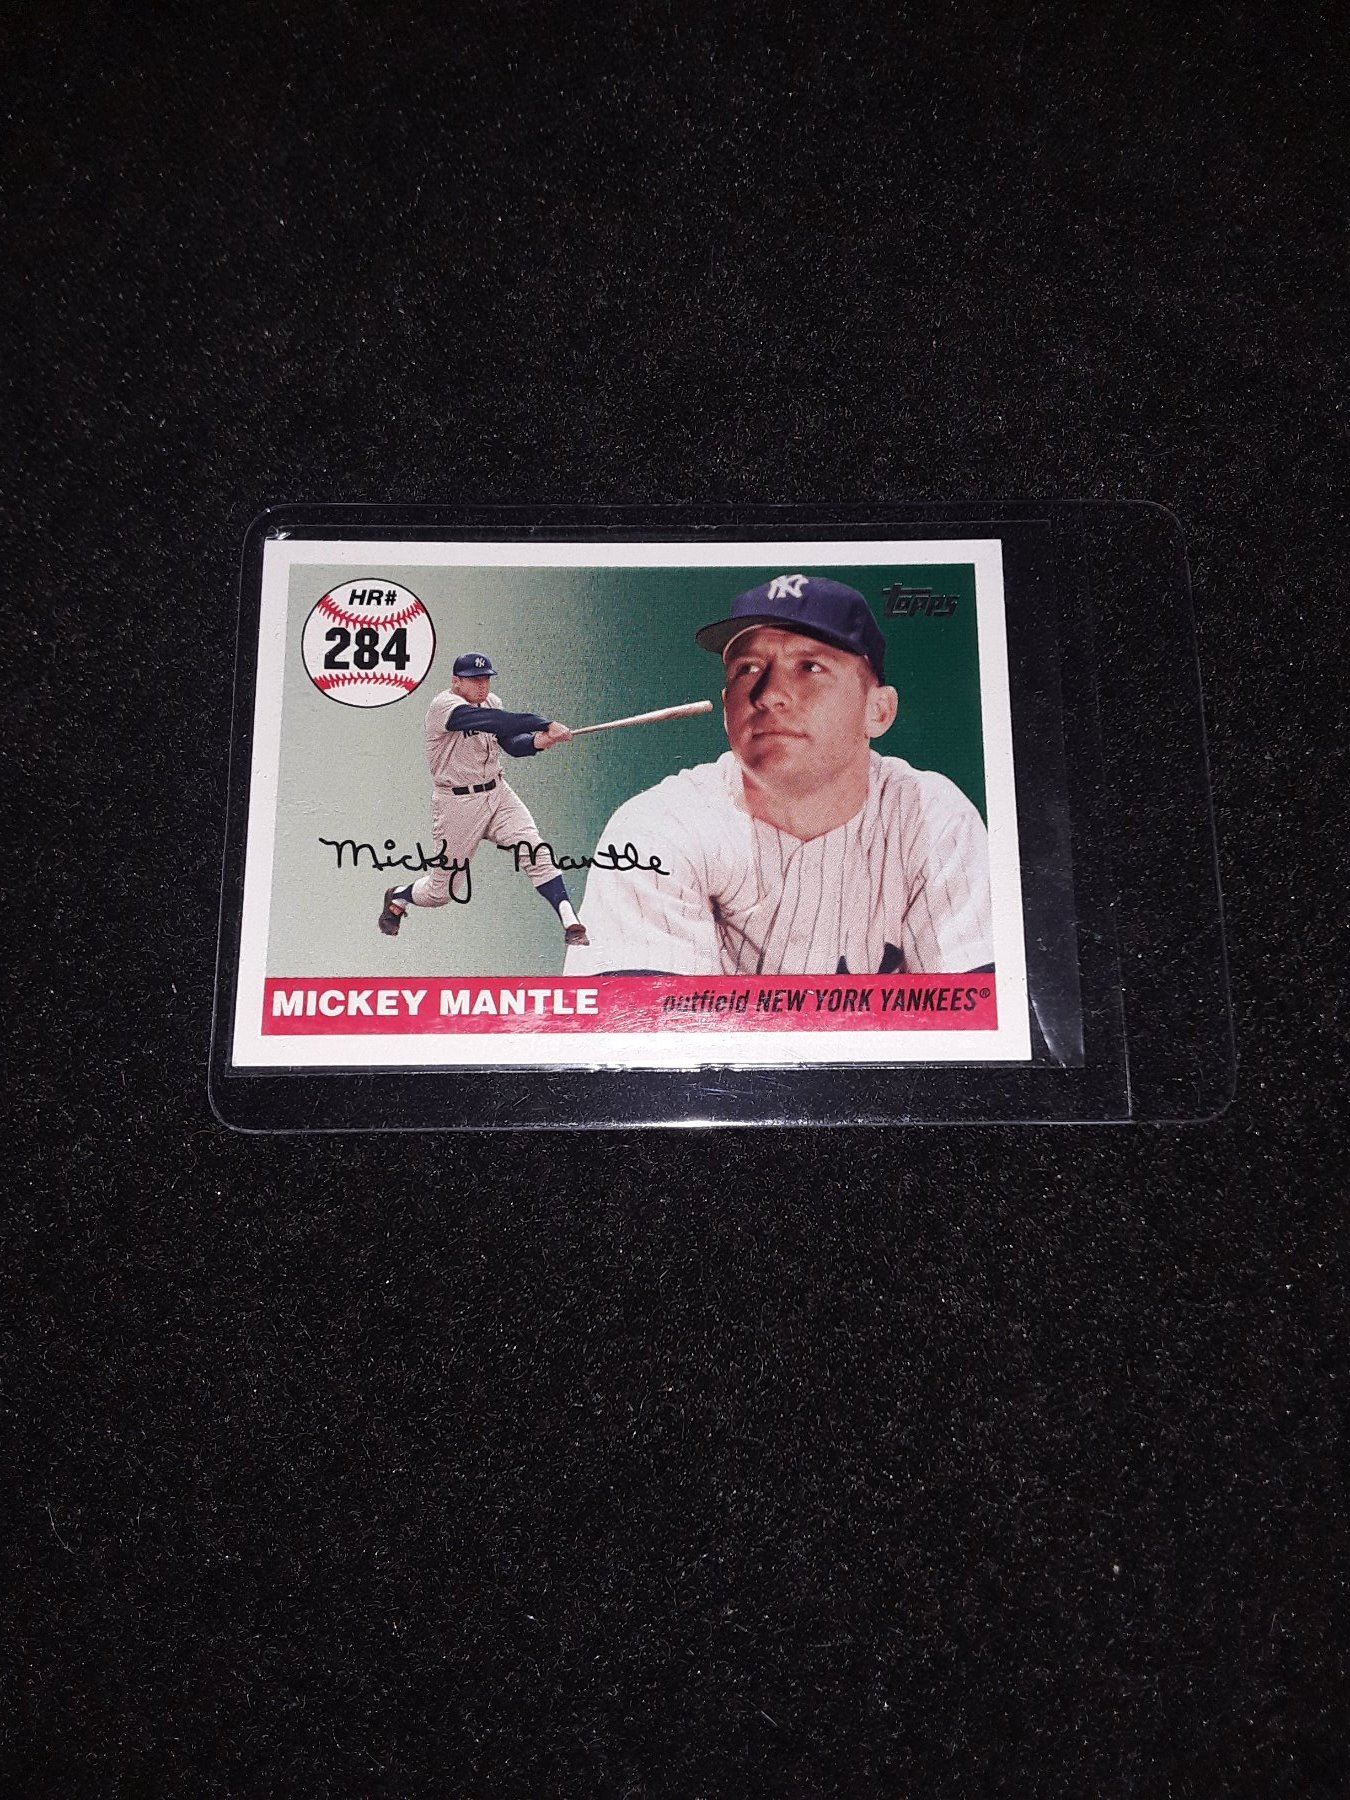 HR#
284
topps
Mickey Mantle
MICKEY MANTLE outfield NEW YORK YANKEES®